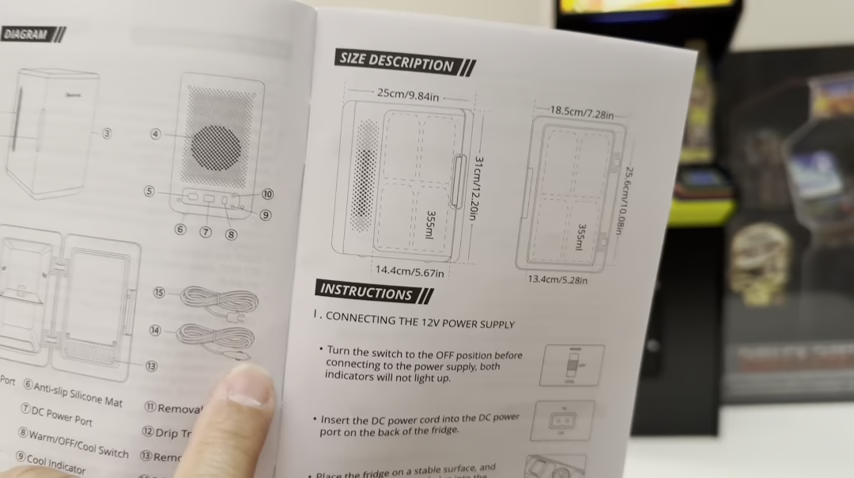 DIAGRAM
③
④
⑤
⑩
⑨
⑥
⑦
⑧
⑮
⑭
⑬
Port ⑥Anti-slip Silicone Mat
⑦DC Power Port
⑧Warm/OFF/Cool Switch
⑨Cool Indicator
⑫Drip
SIZE DESCRIPTION
25cm/9.84in
31cm/12.20in
355ml
14.4cm/5.67in
18.5cm/7.28in
25.6cm/10.08in
355ml
13.4cm/5.28in
INSTRUCTIONS
I . CONNECTING THE 12V POWER SUPPLY
• Turn the switch to the OFF position before
connecting to the power supply, both
indicators will not light up.
• Insert the DC power cord into the DC power
port on the back of the fridge.
• Place the fridge on a stable surface, and